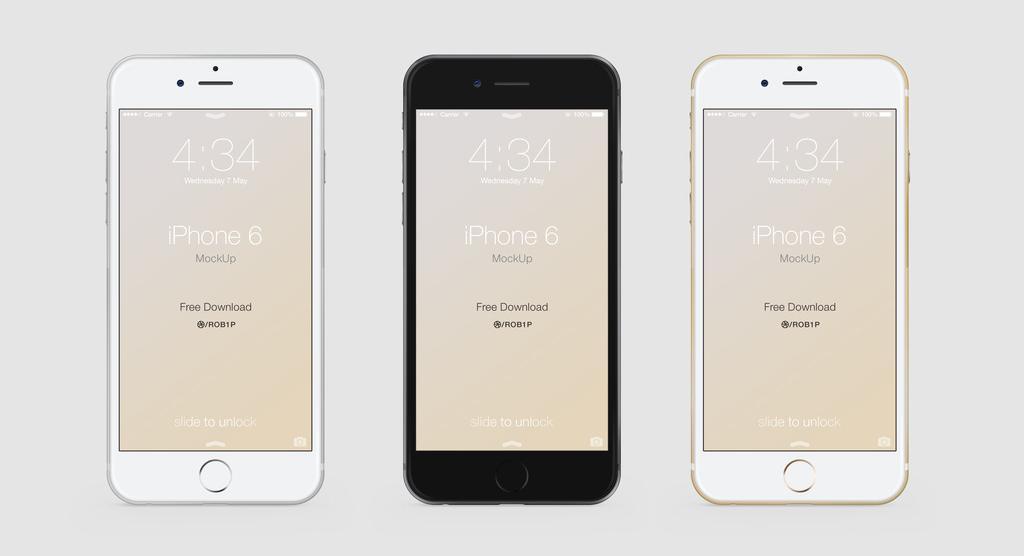 Carrier 100%
4:34
Wednesday 7 May
iPhone 6
MockUp
Free Download
/ROB1P
slide to unlock
Carrier 100%
4:34
Wednesday 7 May
iPhone 6
MockUp
Free Download
/ROB1P
slide to unlock
Carrier 100%
4:34
Wednesday 7 May
iPhone 6
MockUp
Free Download
/ROB1P
slide to unlock